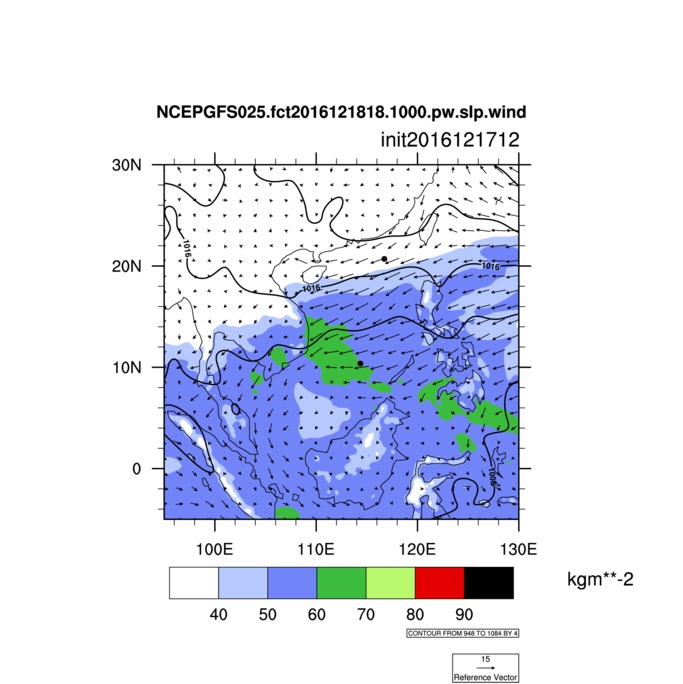 NCEPGFS025.fct2016121818.1000.pw.slp.wind
init2016121712
30N
20N
10N
0
1016
1016
1016
1008
100E
110E
120E
130E
kgm**-2
40
50
60
70
80
90
CONTOUR FROM 948 TO 1084 BY 4
15
Reference Vector